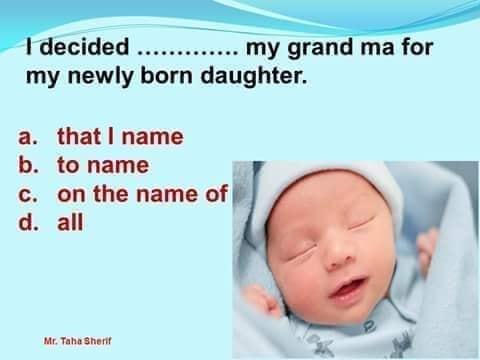 I decided ............. my grand ma for
my newly born daughter.
a. that I name
b. to name
c. on the name of
d. all
Mr. Taha Sherif